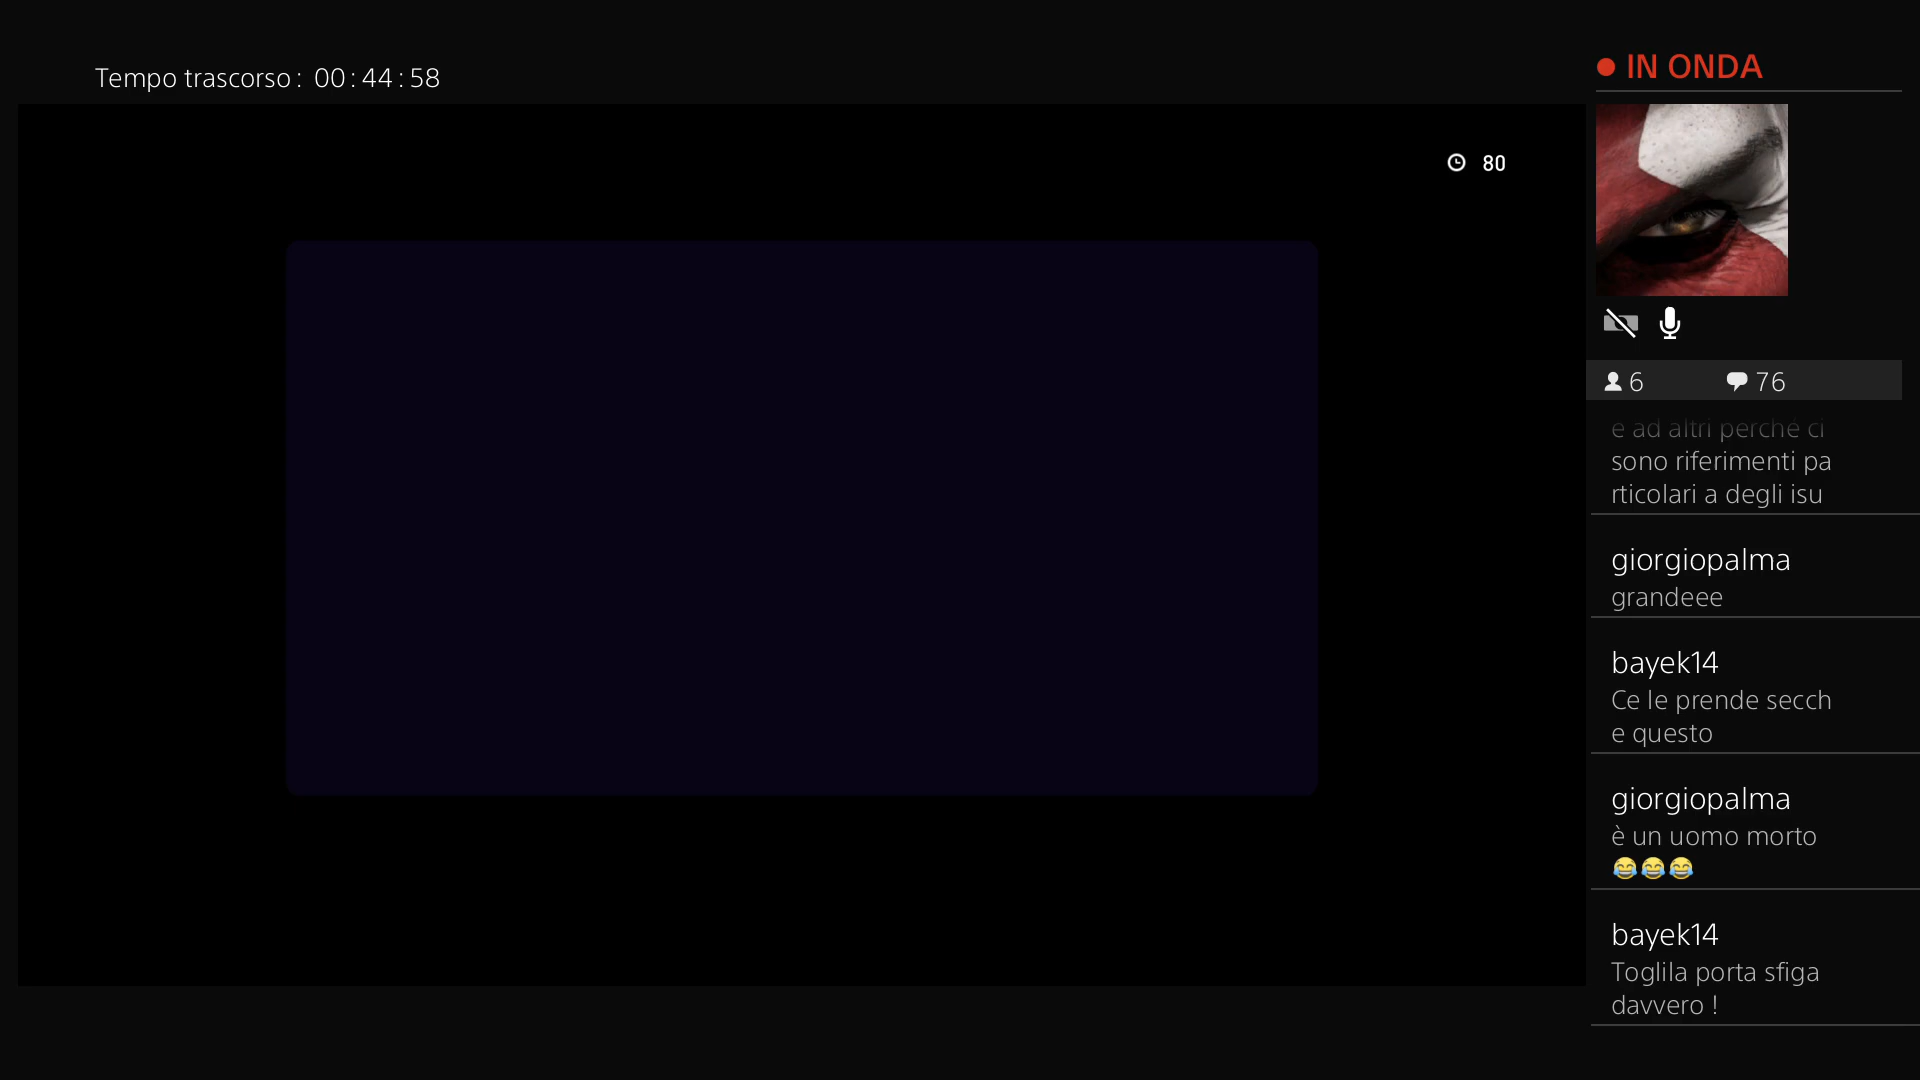 Tempo trascorso : 00 : 44 : 58
IN ONDA
80
6 76
e ad altri perché ci
sono riferimenti pa
rticolari a degli isu
giorgiopalma
grandeee
bayek14
Ce le prende secch
e questo
giorgiopalma
è un uomo morto
😂😂😂
bayek14
Toglila porta sfiga
davvero !